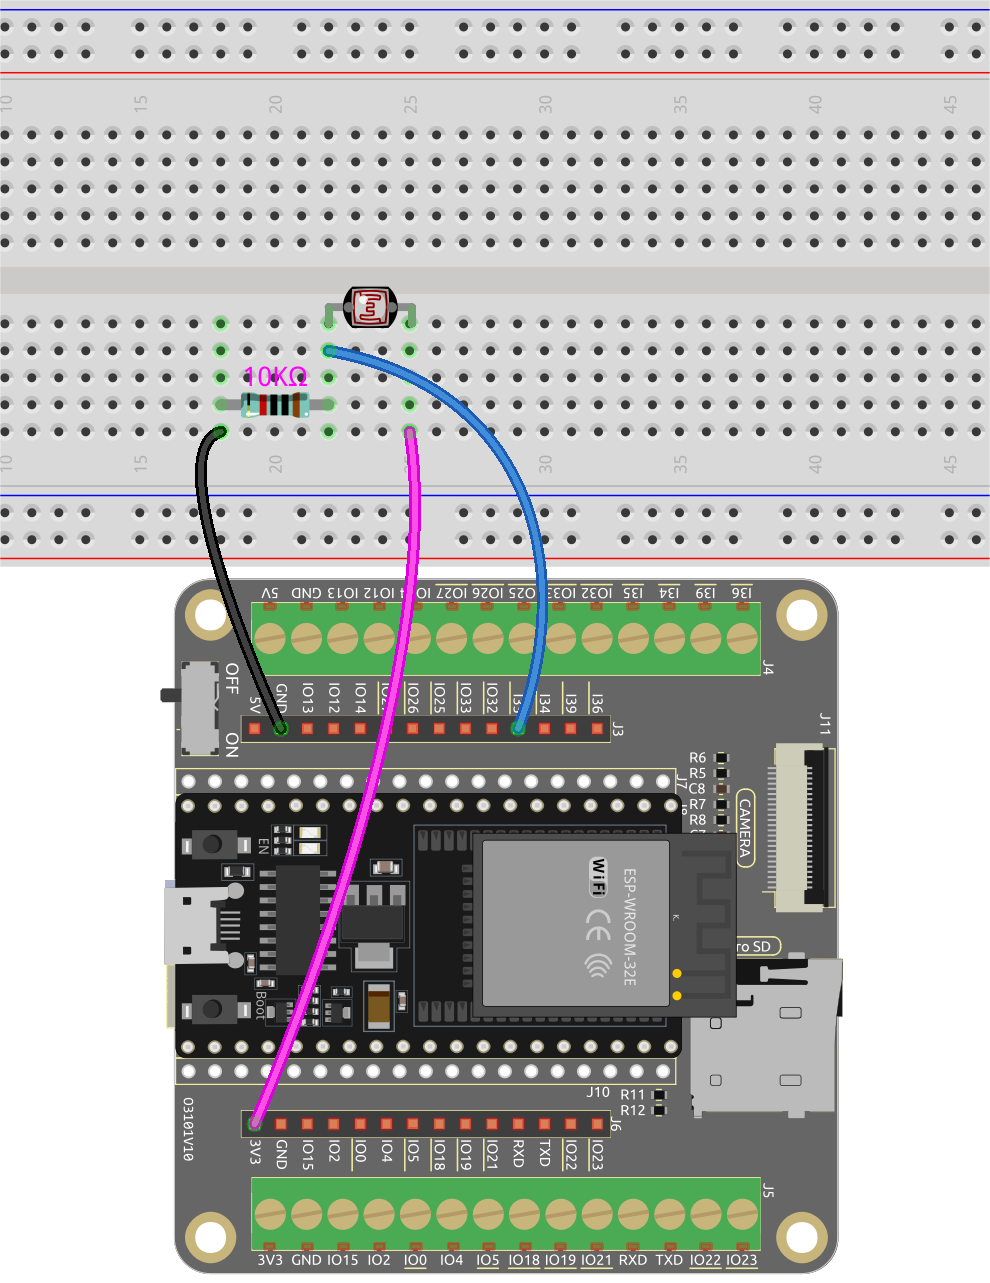 10 15 20 25 30 35 40 45
10KΩ
10 15 20 25 30 35 40 45
5V GND IO13 IO12 IO27 IO26 IO25 IO33 IO32 I35 I34 I39 I36
J4
OFF
ON
5V GND IO13 IO12 IO14 IO26 IO25 IO33 IO32 I34 I39 I36
J3
J11
R6
R5
C8
R7
R8
J7
CAMERA
EN
WiFi
CE
ESP-WROOM-32E
ro SD
Boot
J10
R11
R12
O3101V10
J6
3V3 GND IO15 IO2 IO0 IO4 IO5 IO18 IO19 IO21 RXD TXD IO22 IO23
J5
3V3 GND IO15 IO2 IO0 IO4 IO5 IO18 IO19 IO21 RXD TXD IO22 IO23